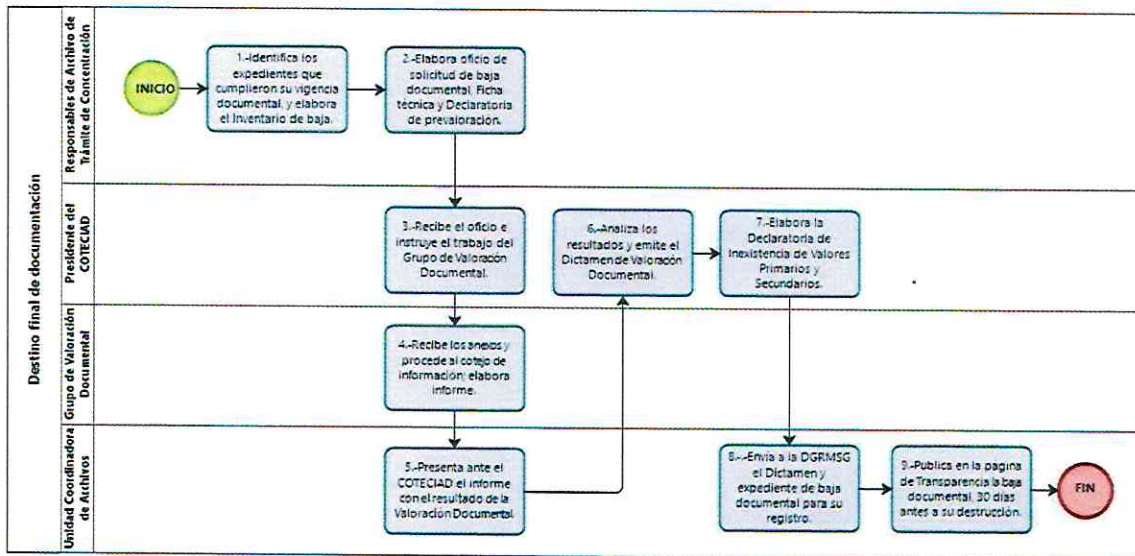 Destino final de documentación
Responsables de Archivo de
Trámite de Concentración
INICIO
1.-Identifica los
expedientes que
cumplieron su vigencia
documental, y elabora
el Inventario de baja.
2.-Elabora oficio de
solicitud de baja
documental, Ficha
técnica y Declaratoria
de prevaloración.
Presidente del
COTECIAD
3.-Recibe el oficio e
instruye el trabajo del
Grupo de Valoración
Documental.
6.-Analiza los
resultados y emite el
Dictamen de Valoración
Documental.
7.-Elabora la
Declaratoria de
Inexistencia de Valores
Primarios y
Secundarios.
Grupo de Valoración
Documental
4.-Recibe los anexos y
procede al cotejo de
información; elabora
informe.
Unidad Coordinadora
de Archivos
5.-Presenta ante el
COTECIAD el informe
con el resultado de la
Valoración Documental
8.-.-Envía a la DGRMSG
el Dictamen y
expediente de baja
documental para su
registro.
9.-Publica en la pagina
de Transparencia la baja
documental, 30 días
antes a su destrucción.
FIN